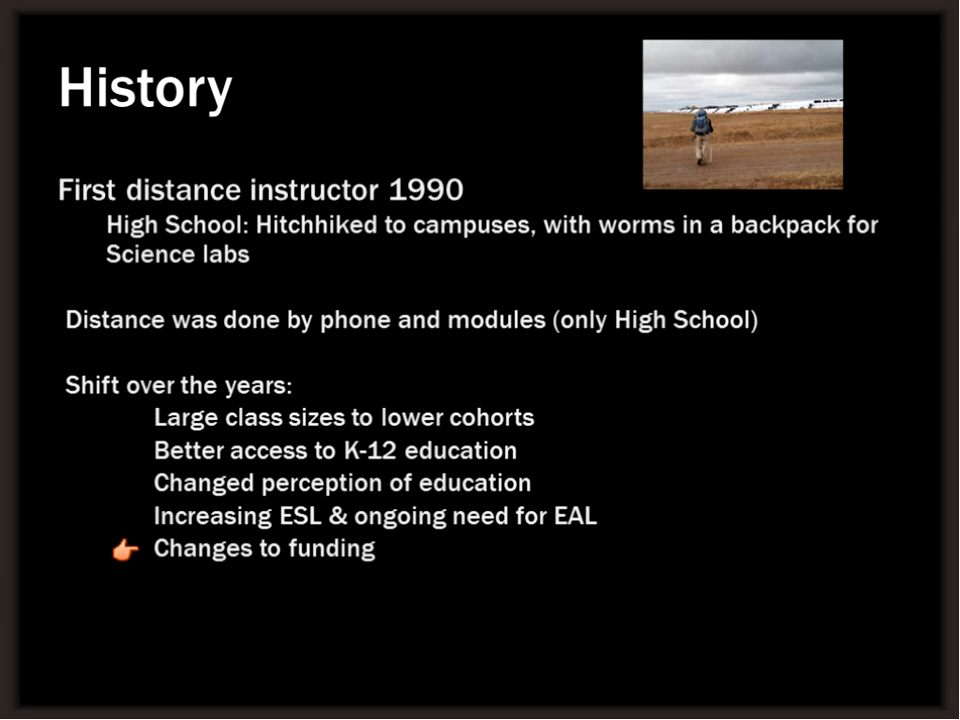 History
First distance instructor 1990
High School: Hitchhiked to campuses, with worms in a backpack for
Science labs
Distance was done by phone and modules (only High School)
Shift over the years:
Large class sizes to lower cohorts
Better access to K-12 education
Changed perception of education
Increasing ESL & ongoing need for EAL
Changes to funding